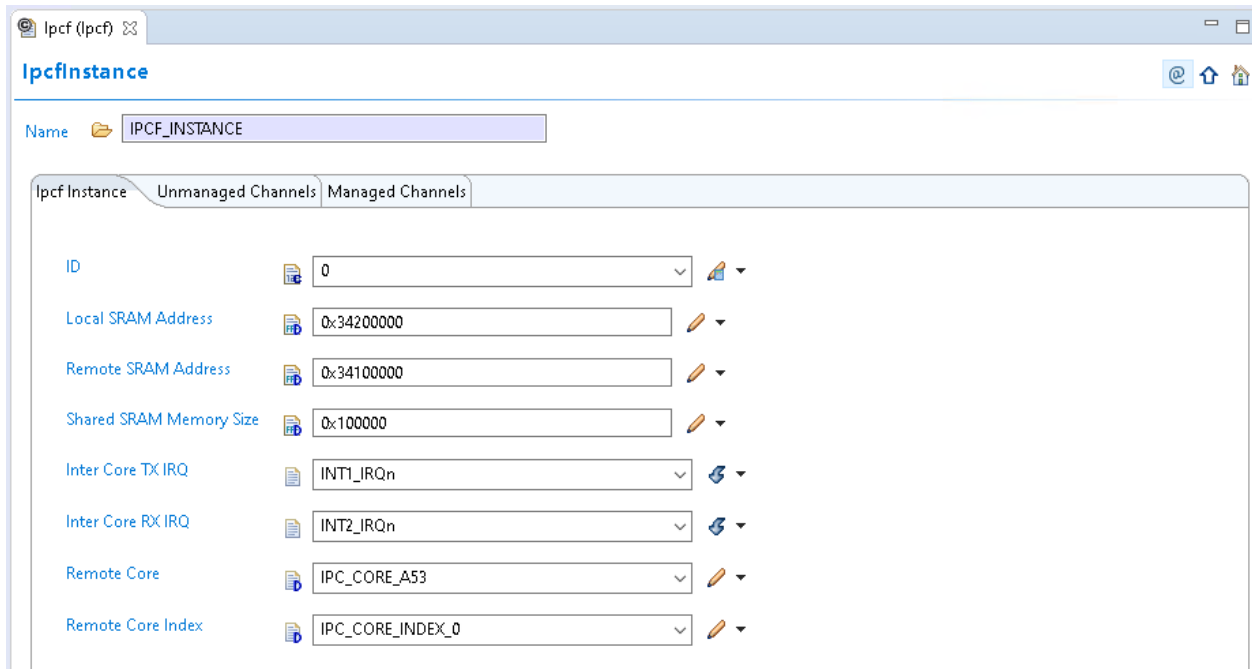 Ipcf (Ipcf)
IpcfInstance
Name IPCF_INSTANCE
Ipcf Instance Unmanaged Channels Managed Channels
ID 0
Local SRAM Address 0x34200000
Remote SRAM Address 0x34100000
Shared SRAM Memory Size 0x100000
Inter Core TX IRQ INT1_IRQn
Inter Core RX IRQ INT2_IRQn
Remote Core IPC_CORE_A53
Remote Core Index IPC_CORE_INDEX_0